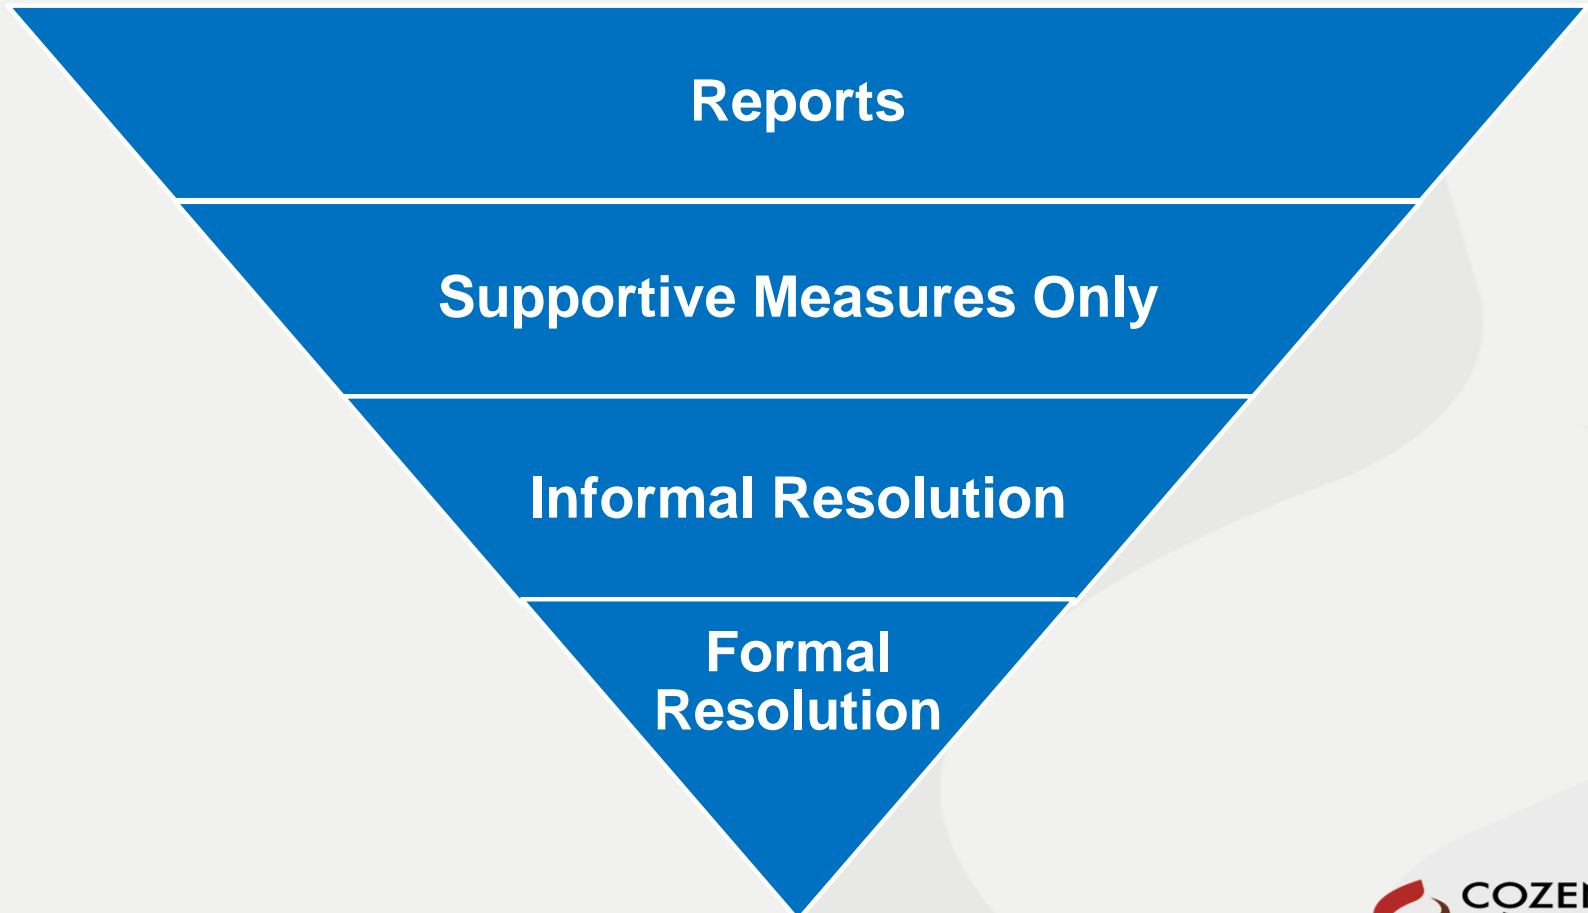 Reports
Supportive Measures Only
Informal Resolution
Formal
Resolution